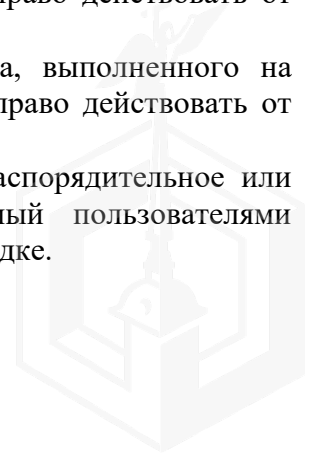 право действовать от
а, выполненного на
право действовать от
аспорядительное или
ный пользователями
дке.